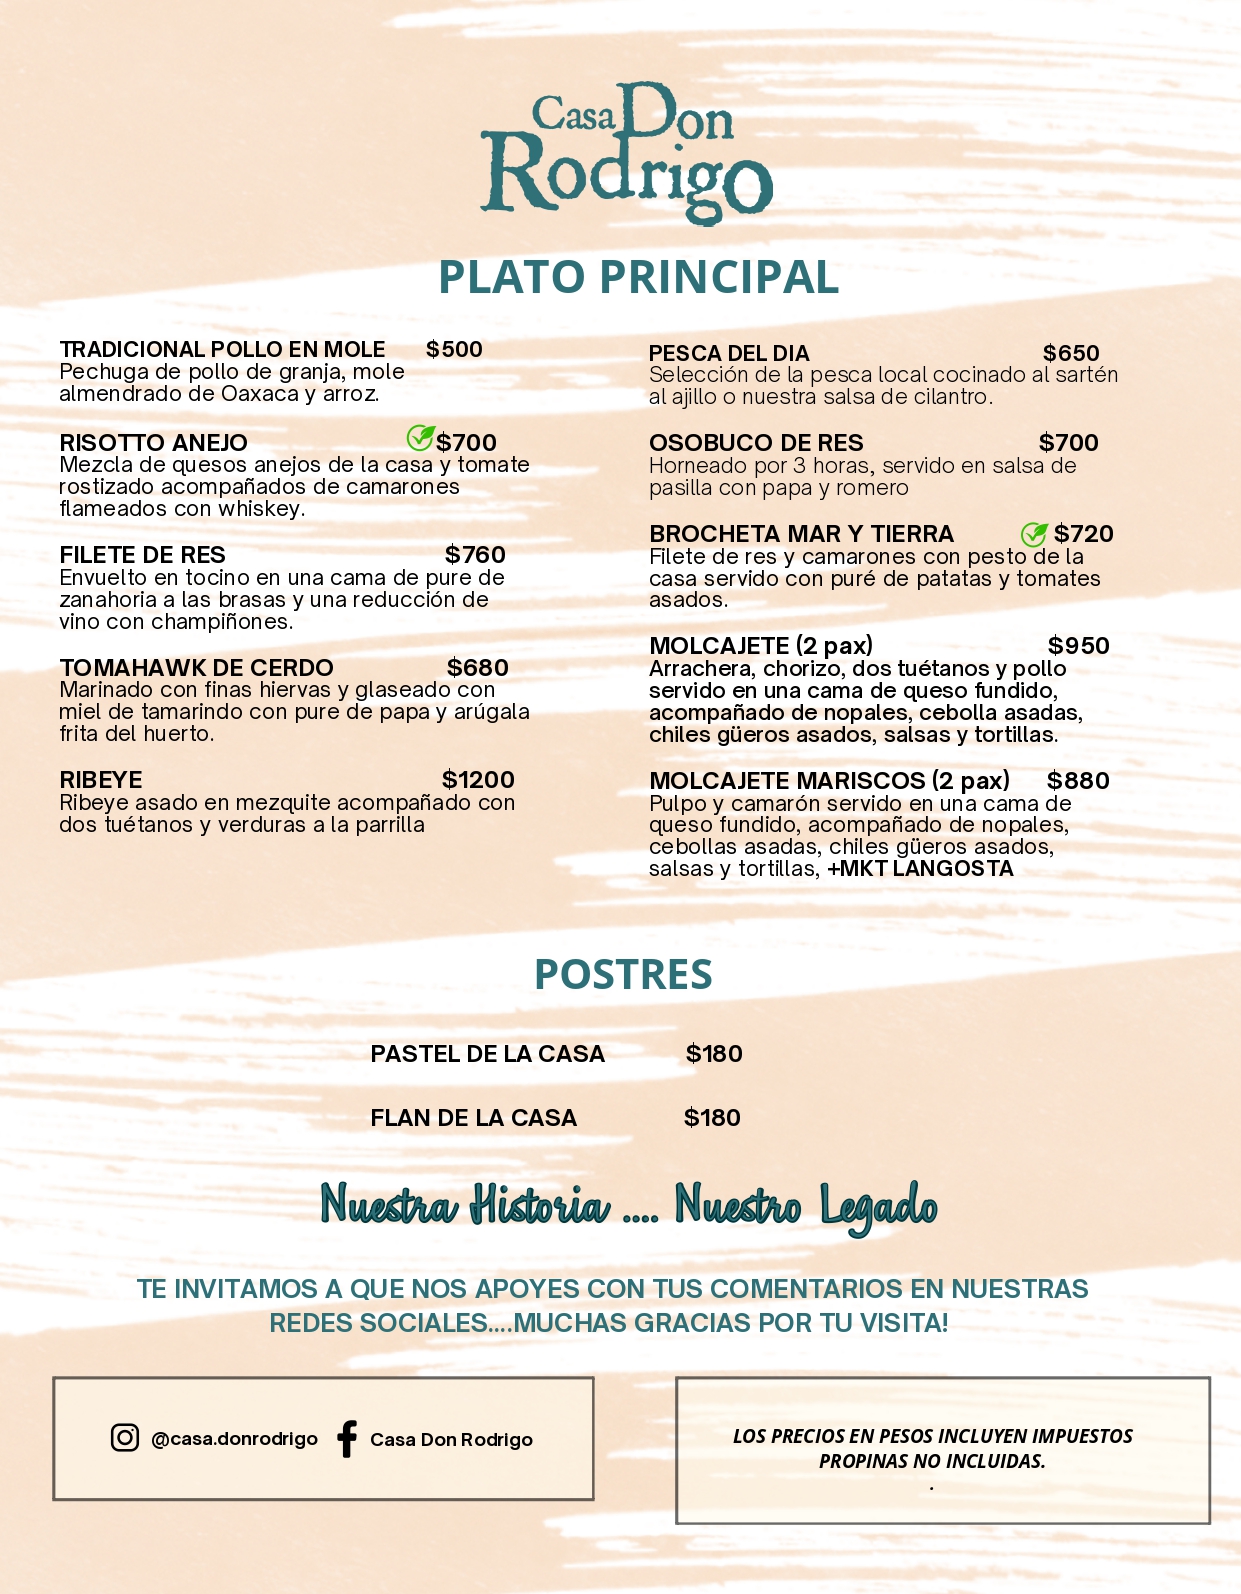 Casa Don
Rodrigo
PLATO PRINCIPAL
TRADICIONAL POLLO EN MOLE $500
Pechuga de pollo de granja, mole
almendrado de Oaxaca y arroz.
RISOTTO ANEJO $700
Mezcla de quesos anejos de la casa y tomate
rostizado acompañados de camarones
flameados con whiskey.
FILETE DE RES $760
Envuelto en tocino en una cama de pure de
zanahoria a las brasas y una reducción de
vino con champiñones.
TOMAHAWK DE CERDO $680
Marinado con finas hiervas y glaseado con
miel de tamarindo con pure de papa y arúgala
frita del huerto.
RIBEYE $1200
Ribeye asado en mezquite acompañado con
dos tuétanos y verduras a la parrilla
PESCA DEL DIA $650
Selección de la pesca local cocinado al sartén
al ajillo o nuestra salsa de cilantro.
OSOBUCO DE RES $700
Horneado por 3 horas, servido en salsa de
pasilla con papa y romero
BROCHETA MAR Y TIERRA $720
Filete de res y camarones con pesto de la
casa servido con puré de patatas y tomates
asados.
MOLCAJETE (2 pax) $950
Arrachera, chorizo, dos tuétanos y pollo
servido en una cama de queso fundido,
acompañado de nopales, cebolla asadas,
chiles güeros asados, salsas y tortillas.
MOLCAJETE MARISCOS (2 pax) $880
Pulpo y camarón servido en una cama de
queso fundido, acompañado de nopales,
cebollas asadas, chiles güeros asados,
salsas y tortillas, +MKT LANGOSTA
POSTRES
PASTEL DE LA CASA $180
FLAN DE LA CASA $180
Nuestra Historia .... Nuestro Legado
TE INVITAMOS A QUE NOS APOYES CON TUS COMENTARIOS EN NUESTRAS
REDES SOCIALES....MUCHAS GRACIAS POR TU VISITA!
@casa.donrodrigo Casa Don Rodrigo
LOS PRECIOS EN PESOS INCLUYEN IMPUESTOS
PROPINAS NO INCLUIDAS.
.